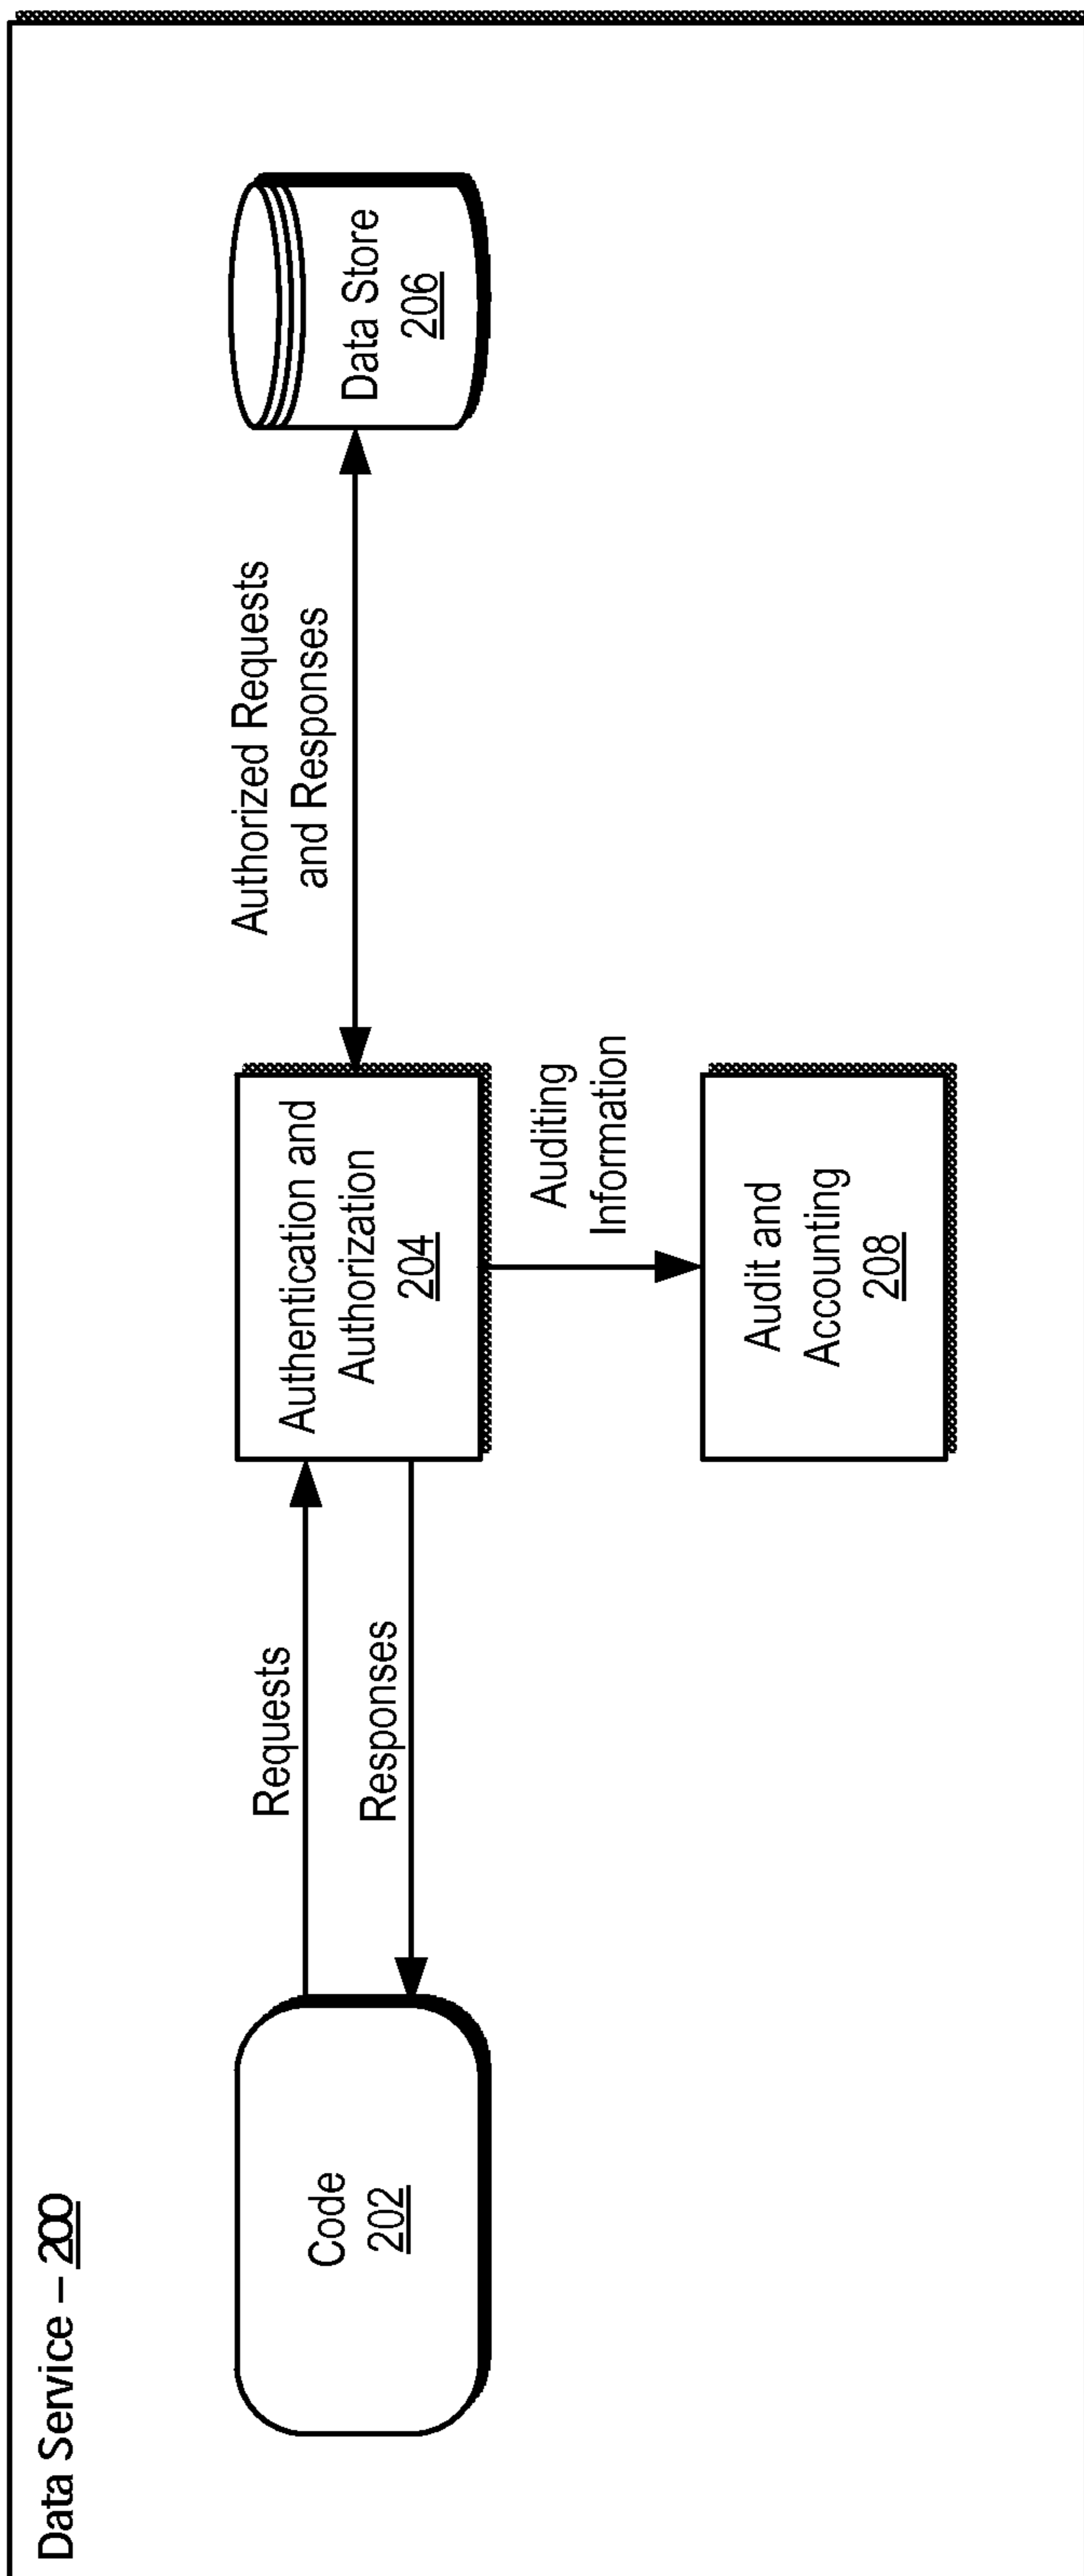 Data Service – 200
Code
202
Requests
Responses
Authentication and
Authorization
204
Authorized Requests
and Responses
Data Store
206
Auditing
Information
Audit and
Accounting
208